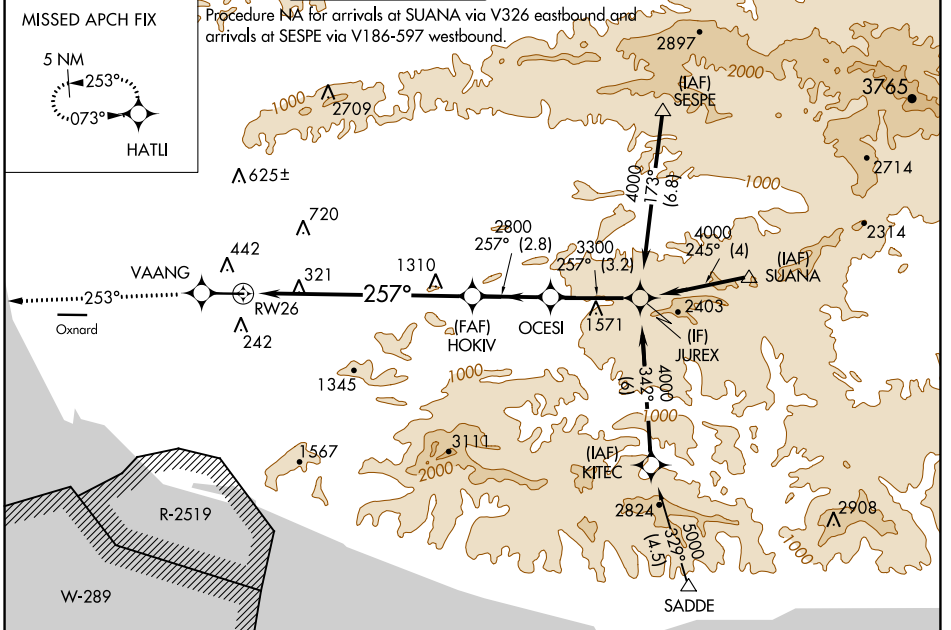 MISSED APCH FIX
5 NM
253°
073°
HATLI
Procedure NA for arrivals at SUANA via V326 eastbound and
arrivals at SESPE via V186-597 westbound.
2897
2000
3765
(IAF)
SESPE
1000
2709
2714
625±
4000
173°
(6.8)
1000
720
2314
2800
257° (2.8)
3300
257° (3.2)
4000
245° (4)
(IAF)
SUANA
442
VAANG
321
1310
253°
RW26
257°
2403
Oxnard
242
(FAF)
HOKIV
OCESI
1571
(IF)
JUREX
1345
1000
4000
342°
(6)
1000
1567
3111
2000
(IAF)
KITEC
R-2519
2824
2908
1000
5000
329°
(4.5)
W-289
SADDE